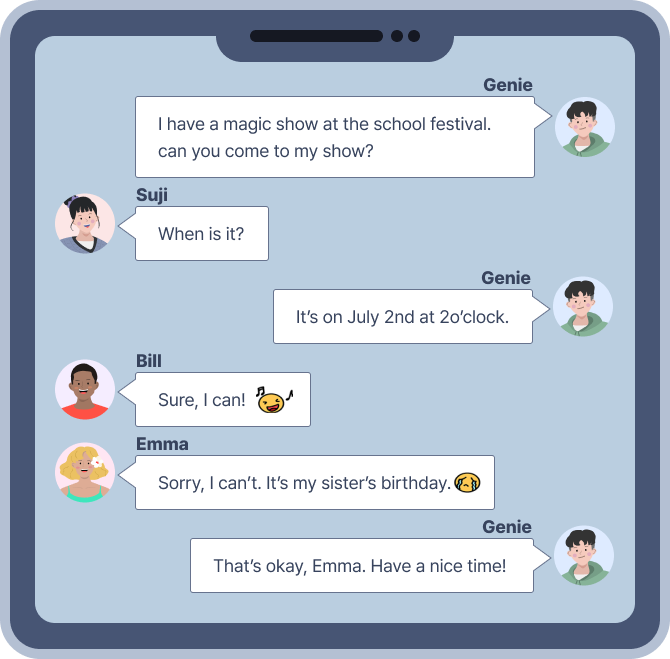 Genie
I have a magic show at the school festival.
can you come to my show?
Suji
When is it?
Genie
It's on July 2nd at 2o'clock.
Bill
Sure, I can!
Emma
Sorry, I can't. It's my sister's birthday.
Genie
That's okay, Emma. Have a nice time!